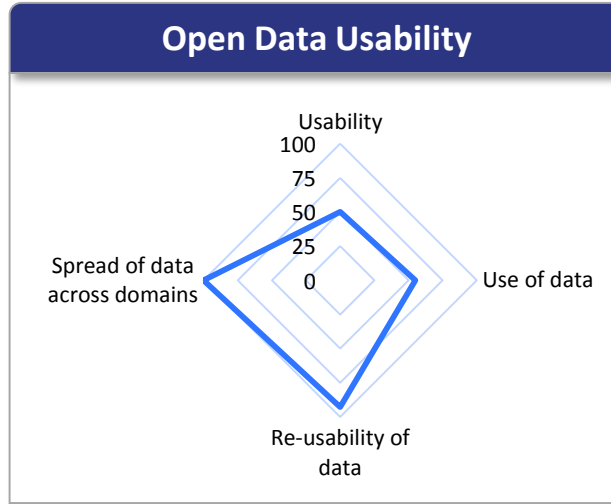 Open Data Usability
Usability
100
75
50
25
0
Spread of data
across domains
Use of data
Re-usability of
data